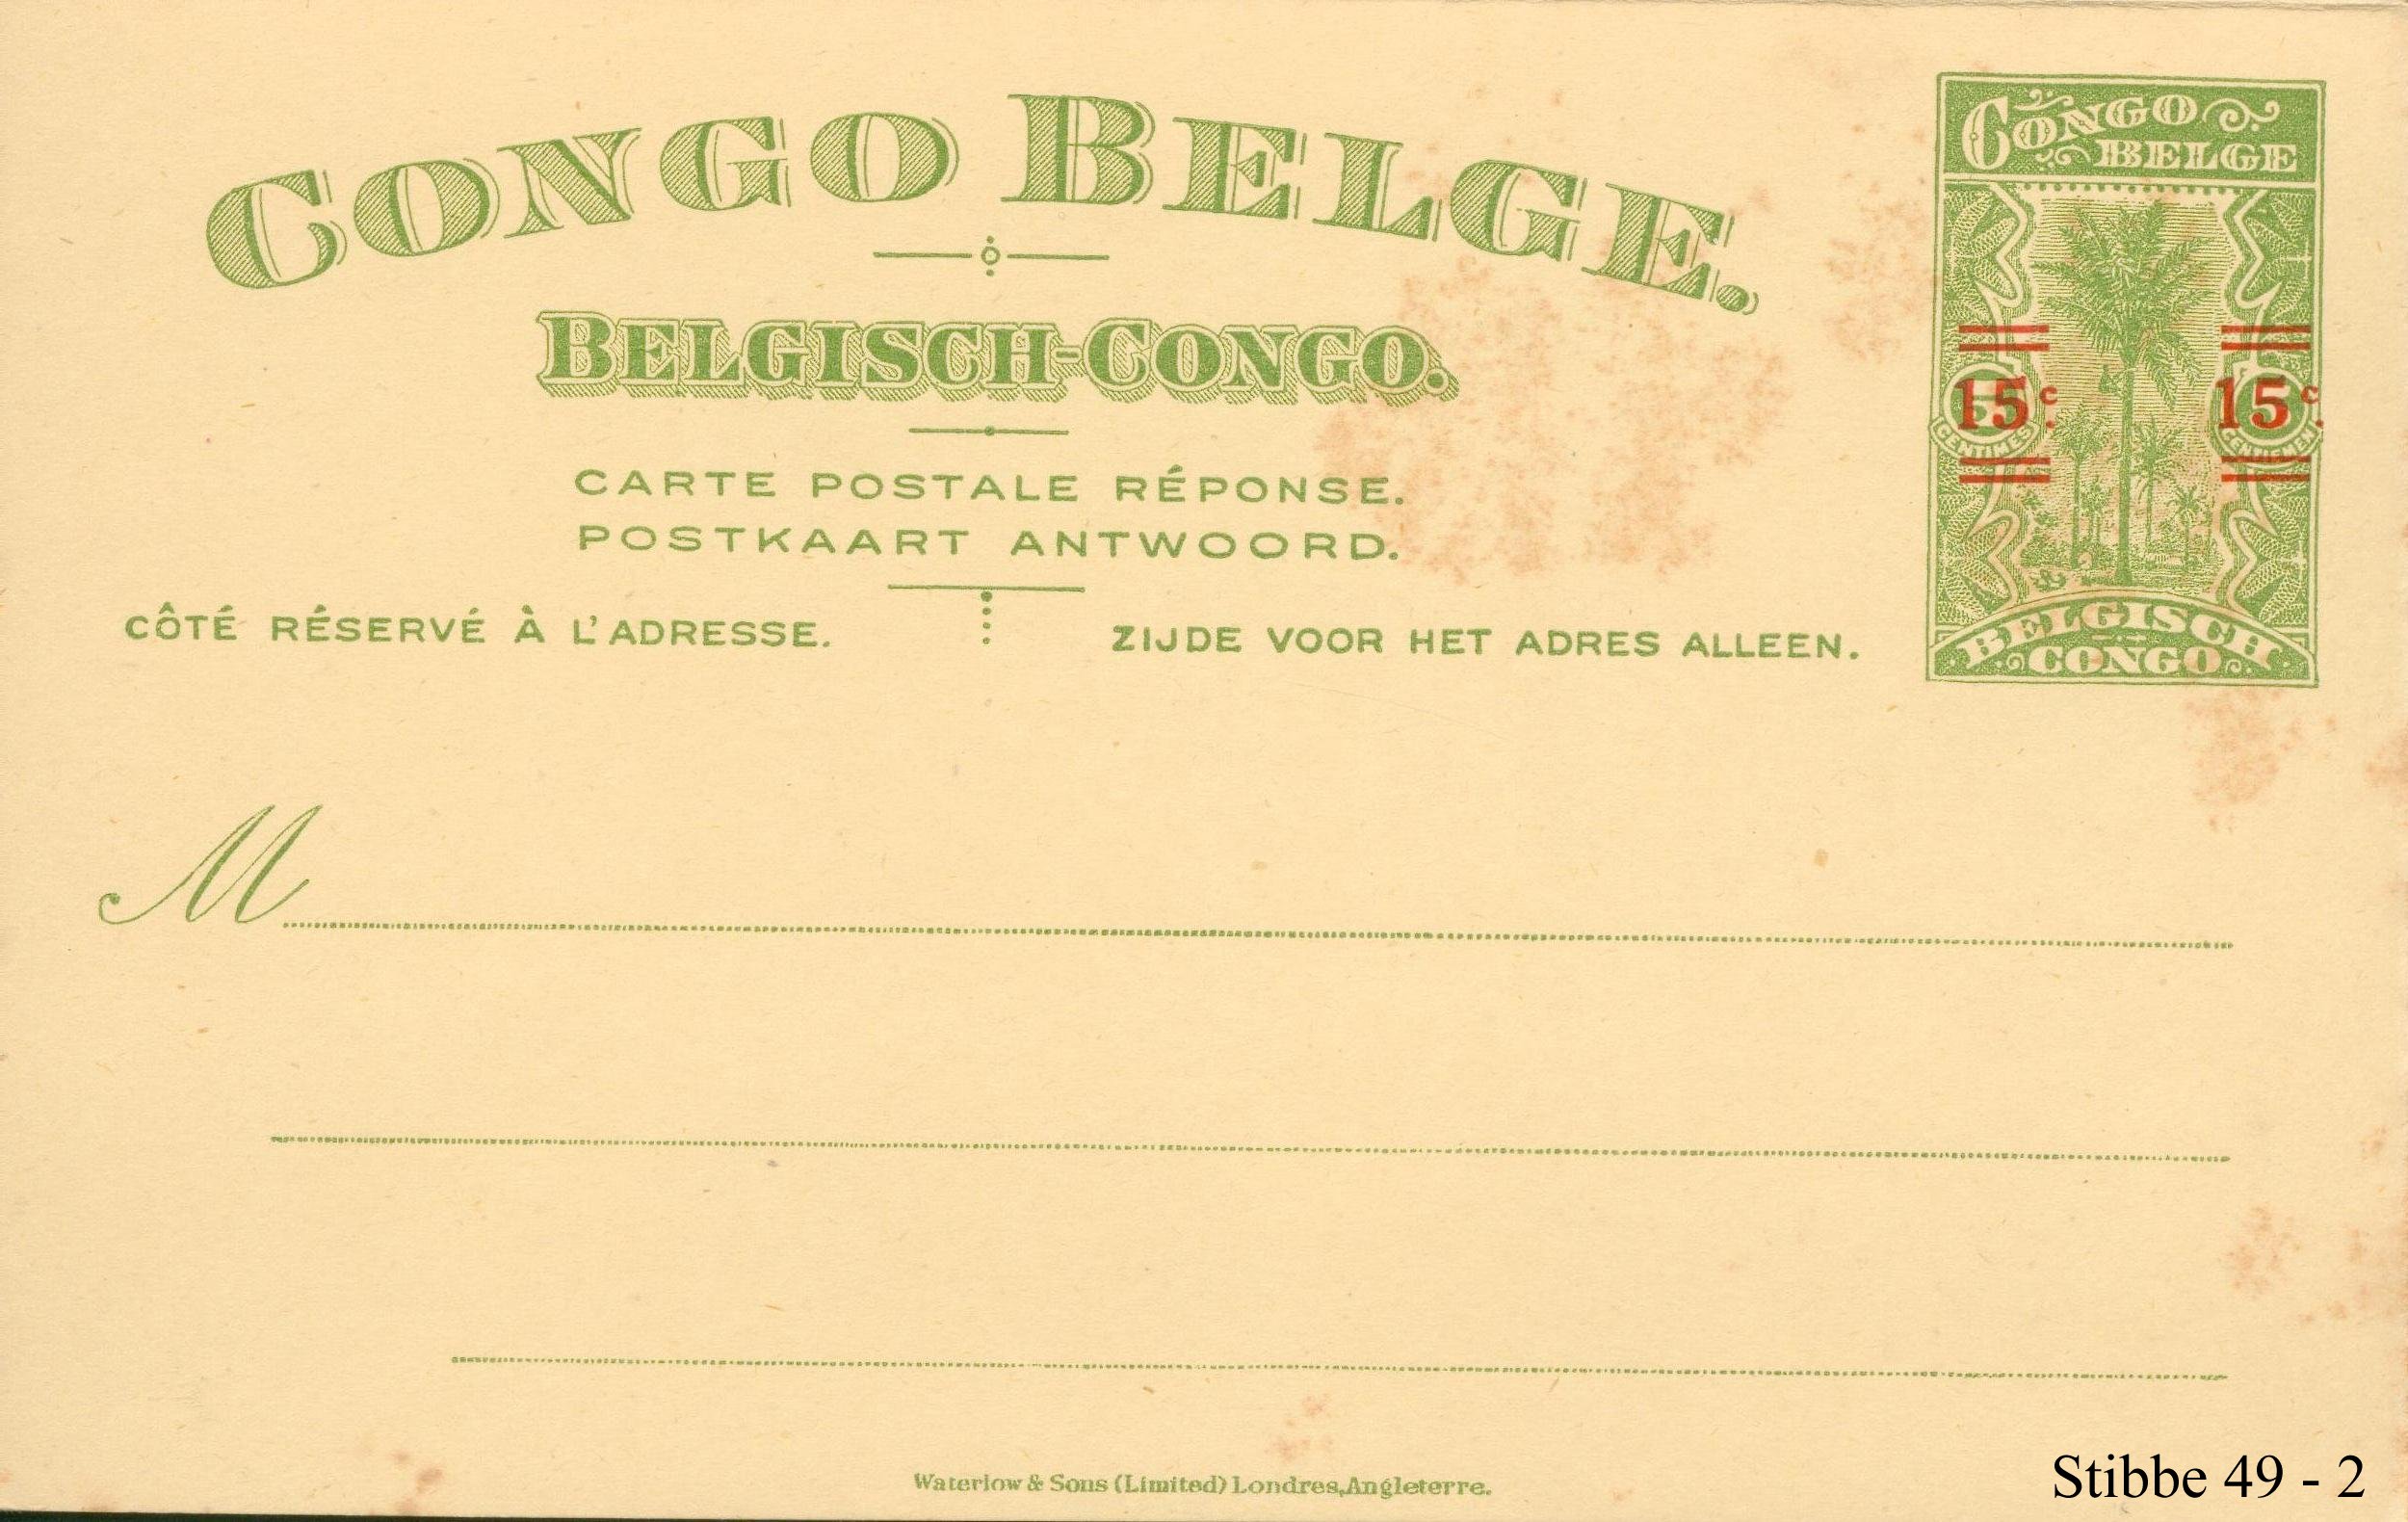 CONGO BELGE.
BELGISCH-CONGO.
CARTE POSTALE RÉPONSE.
POSTKAART ANTWOORD.
CÔTÉ RÉSERVÉ À L'ADRESSE.
ZIJDE VOOR HET ADRES ALLEEN.
CONGO
BELGE
15c.
15c.
CENTIMES
BELGISCH
CONGO
M
Waterlow & Sons (Limited) Londres, Angleterre.
Stibbe 49 - 2